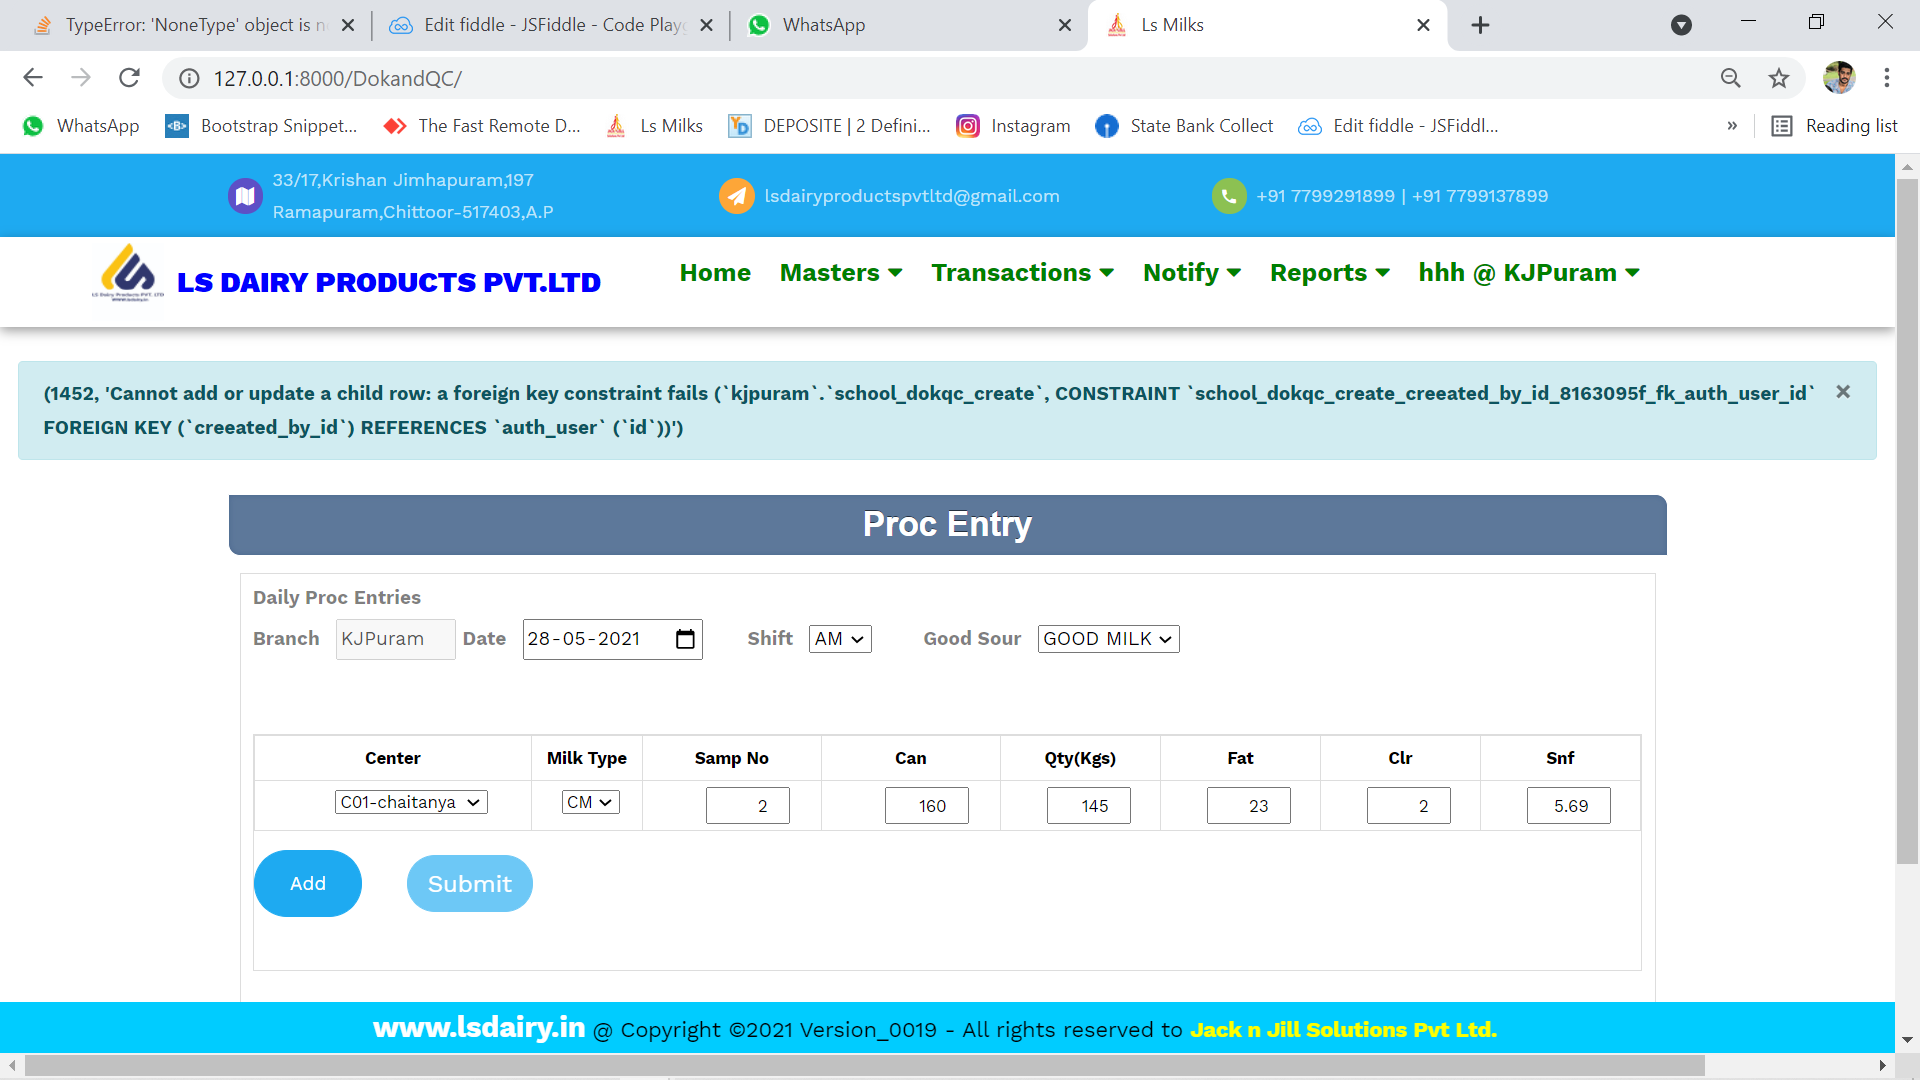 TypeError: 'NoneType' object is n
Edit fiddle - JSFiddle - Code Play
WhatsApp
Ls Milks
127.0.0.1:8000/DokandQC/
WhatsApp
Bootstrap Snippet...
The Fast Remote D...
Ls Milks
DEPOSITE | 2 Defini...
Instagram
State Bank Collect
Edit fiddle - JSFiddl...
»
Reading list
33/17,Krishan Jimhapuram,197
Ramapuram,Chittoor-517403,A.P
lsdairyproductspvtltd@gmail.com
+91 7799291899 | +91 7799137899
LS DAIRY PRODUCTS PVT.LTD
Home Masters Transactions Notify Reports hhh @ KJPuram
(1452, 'Cannot add or update a child row: a foreign key constraint fails (`kjpuram`.`school_dokqc_create`, CONSTRAINT `school_dokqc_create_creeated_by_id_8163095f_fk_auth_user_id`
FOREIGN KEY (`creeated_by_id`) REFERENCES `auth_user` (`id`))')
×
Proc Entry
Daily Proc Entries
Branch KJPuram Date 28-05-2021 Shift AM Good Sour GOOD MILK
Center Milk Type Samp No Can Qty(Kgs) Fat Clr Snf
C01-chaitanya CM 2 160 145 23 2 5.69
Add Submit
www.lsdairy.in @ Copyright ©2021 Version_0019 - All rights reserved to Jack n Jill Solutions Pvt Ltd.